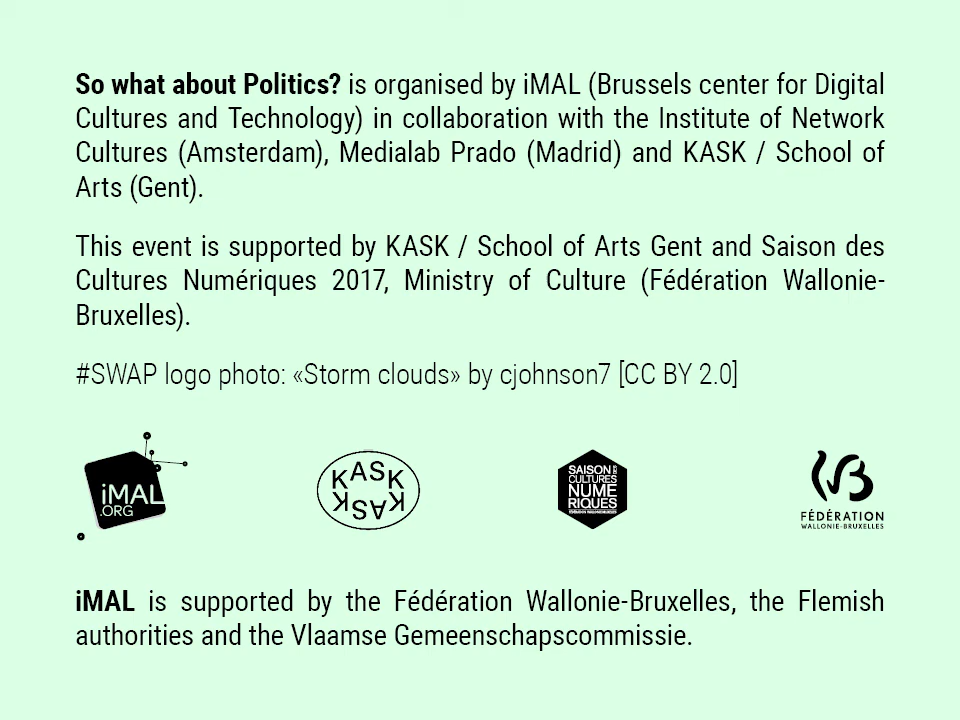 So what about Politics? is organised by iMAL (Brussels center for Digital
Cultures and Technology) in collaboration with the Institute of Network
Cultures (Amsterdam), Medialab Prado (Madrid) and KASK / School of
Arts (Gent).
This event is supported by KASK / School of Arts Gent and Saison des
Cultures Numériques 2017, Ministry of Culture (Fédération Wallonie-
Bruxelles).
#SWAP logo photo: «Storm clouds» by cjohnson7 [CC BY 2.0]
iMAL
.ORG
KASK
KASK
SAISON DES
CULTURES
NUME
RIQUES
FÉDÉRATION WALLONIE-BRUXELLES
FÉDÉRATION
WALLONIE-BRUXELLES
iMAL is supported by the Fédération Wallonie-Bruxelles, the Flemish
authorities and the Vlaamse Gemeenschapscommissie.